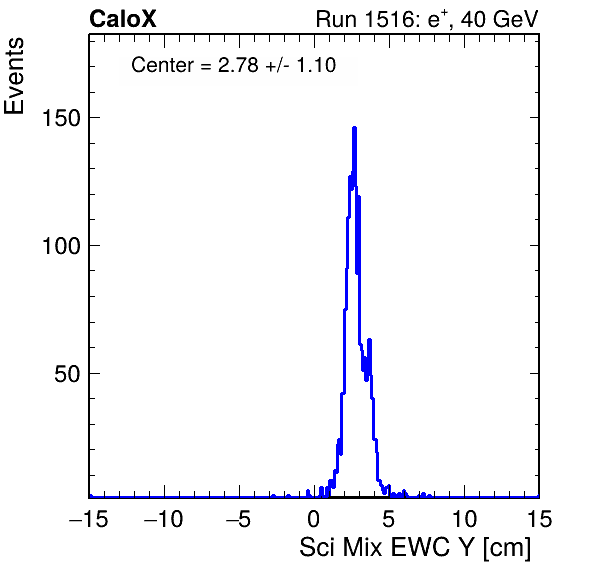 CaloX Run 1516: e⁺, 40 GeV
Events
Center = 2.78 +/- 1.10
150
100
50
−15 −10 −5 0 5 10 15
Sci Mix EWC Y [cm]